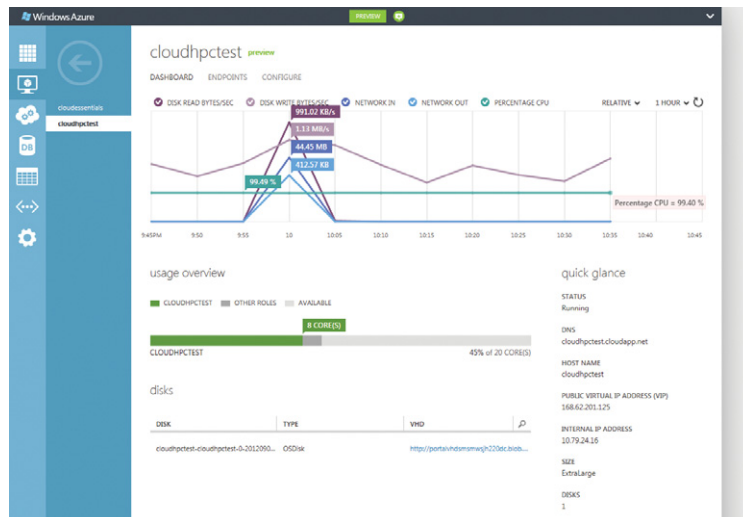 Windows Azure
PREVIEW
cloudessentials
cloudhpctest
DB
cloudhpctest preview
DASHBOARD ENDPOINTS CONFIGURE
DISK READ BYTES/SEC DISK WRITE BYTES/SEC NETWORK IN NETWORK OUT PERCENTAGE CPU RELATIVE 1 HOUR
991.02 KB/s
1.13 MB/s
44.45 MB
412.57 KB
99.49 %
Percentage CPU = 99.40 %
9:45PM 9:50 9:55 10 10:05 10:10 10:15 10:20 10:25 10:30 10:35 10:40 10:45
usage overview
CLOUDHPCTEST OTHER ROLES AVAILABLE
8 CORE(S)
CLOUDHPCTEST 45% of 20 CORE(S)
disks
DISK TYPE VHD
cloudhpctest-cloudhpctest-0-2012090... OSDisk
quick glance
STATUS
Running
DNS
cloudhpctest.cloudapp.net
HOST NAME
cloudhpctest
PUBLIC VIRTUAL IP ADDRESS (VIP)
168.62.201.125
INTERNAL IP ADDRESS
10.79.24.16
SIZE
ExtraLarge
DISKS
1